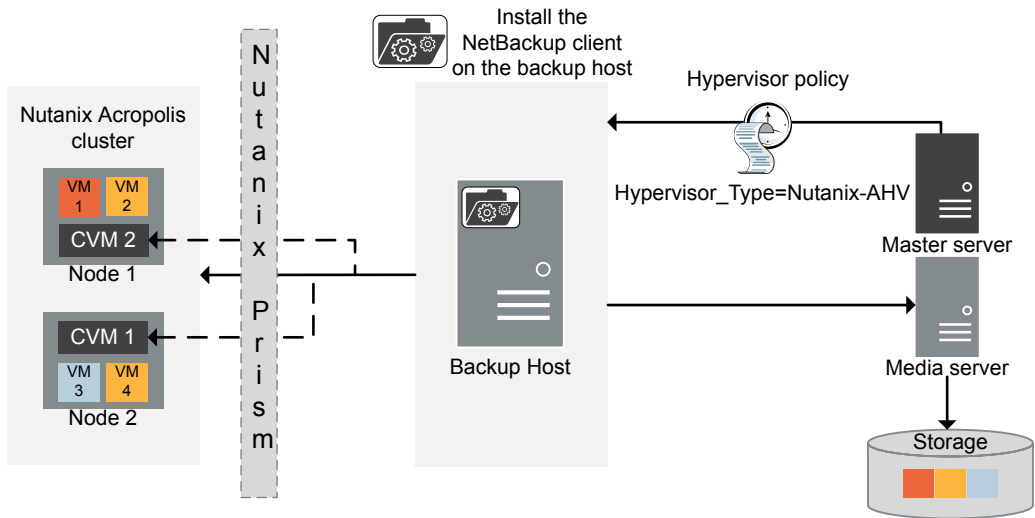 Install the
NetBackup client
on the backup host
Nutanix Prism
Nutanix Acropolis
cluster
VM
1
VM
2
CVM 2
Node 1
CVM 1
VM
3
VM
4
Node 2
Backup Host
Hypervisor policy
Hypervisor_Type=Nutanix-AHV
Master server
Media server
Storage